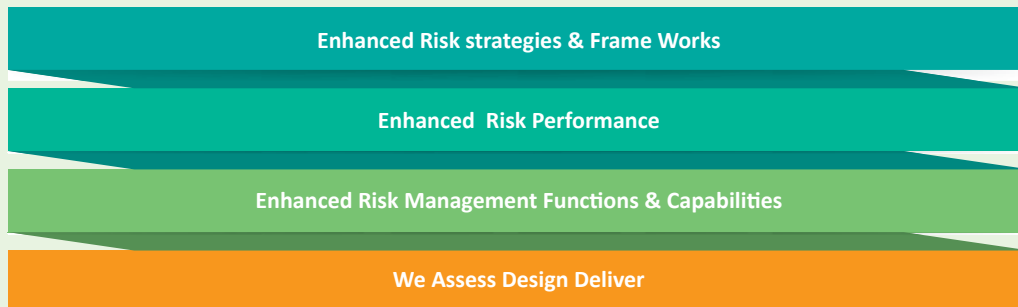 Enhanced Risk strategies & Frame Works
Enhanced  Risk Performance
Enhanced Risk Management Functions & Capabilities
We Assess Design Deliver